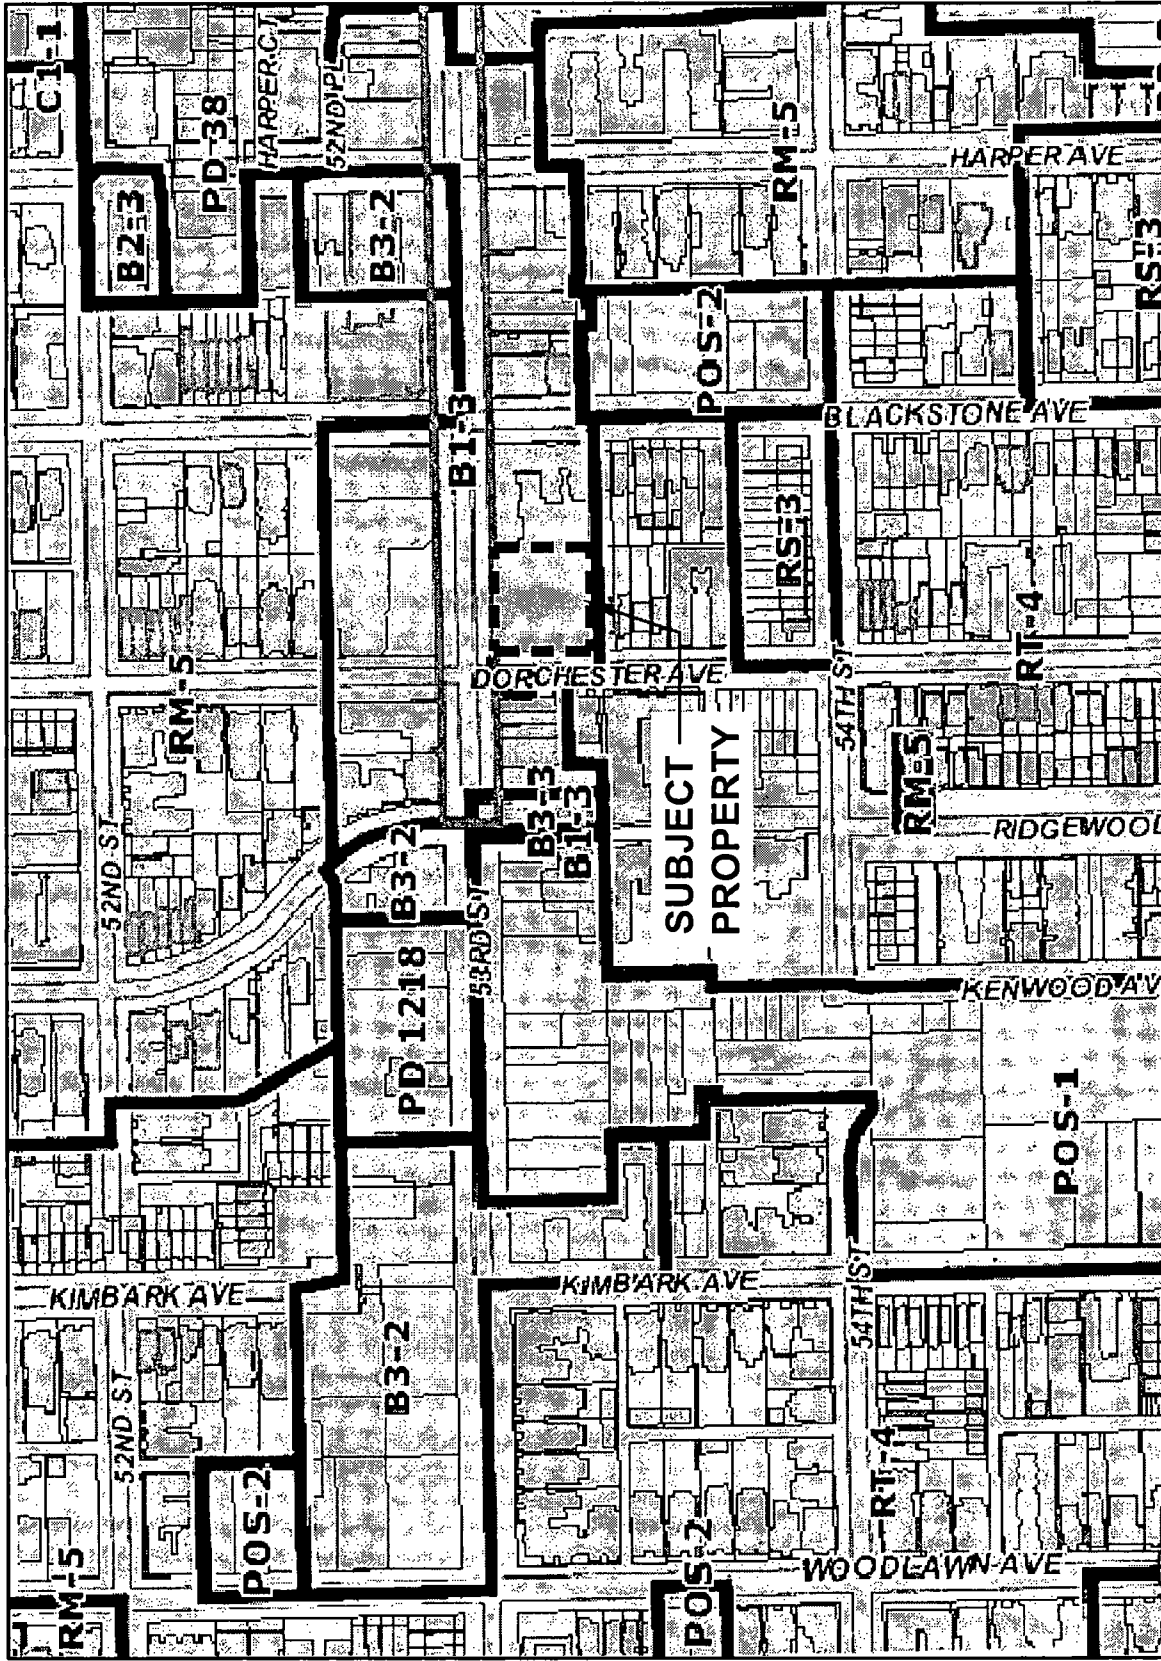 C1-1
B2-3
PD-38
HARPER CT
52ND PL
B3-2
RM-5
HARPER AVE
RS-3
POS-2
BLACKSTONE AVE
B1-3
RS-3
RM-5
DORCHESTER AVE
54TH ST
RT-4
SUBJECT
PROPERTY
RM-5
RIDGEWOOD
52ND ST
B3-2
B3-3
B1-3
53RD ST
PD 1218
KENWOOD AV
POS-1
KIMBARK AVE
KIMBARK AVE
54TH ST
52ND ST
B3-2
RT-4
POS-2
RM-5
POS-2
WOODLAWN AVE